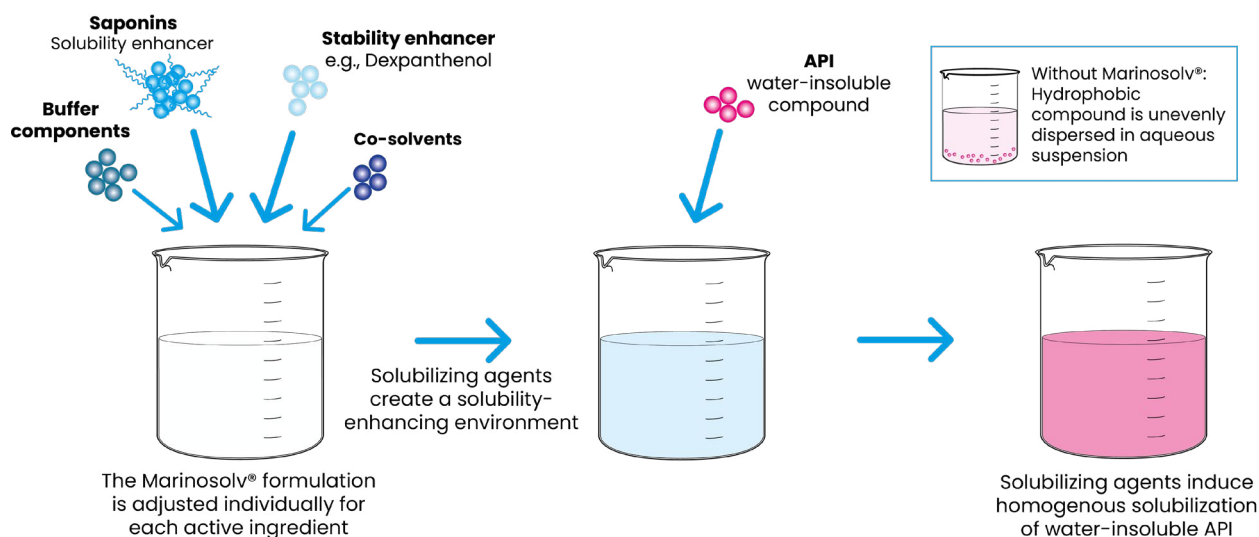 Saponins
Solubility enhancer
Stability enhancer
e.g., Dexpanthenol
Buffer
components
Co-solvents
API
water-insoluble
compound
Without Marinosolv®:
Hydrophobic
compound is unevenly
dispersed in aqueous
suspension
Solubilizing agents
create a solubility-
enhancing environment
The Marinosolv® formulation
is adjusted individually for
each active ingredient
Solubilizing agents induce
homogenous solubilization
of water-insoluble API